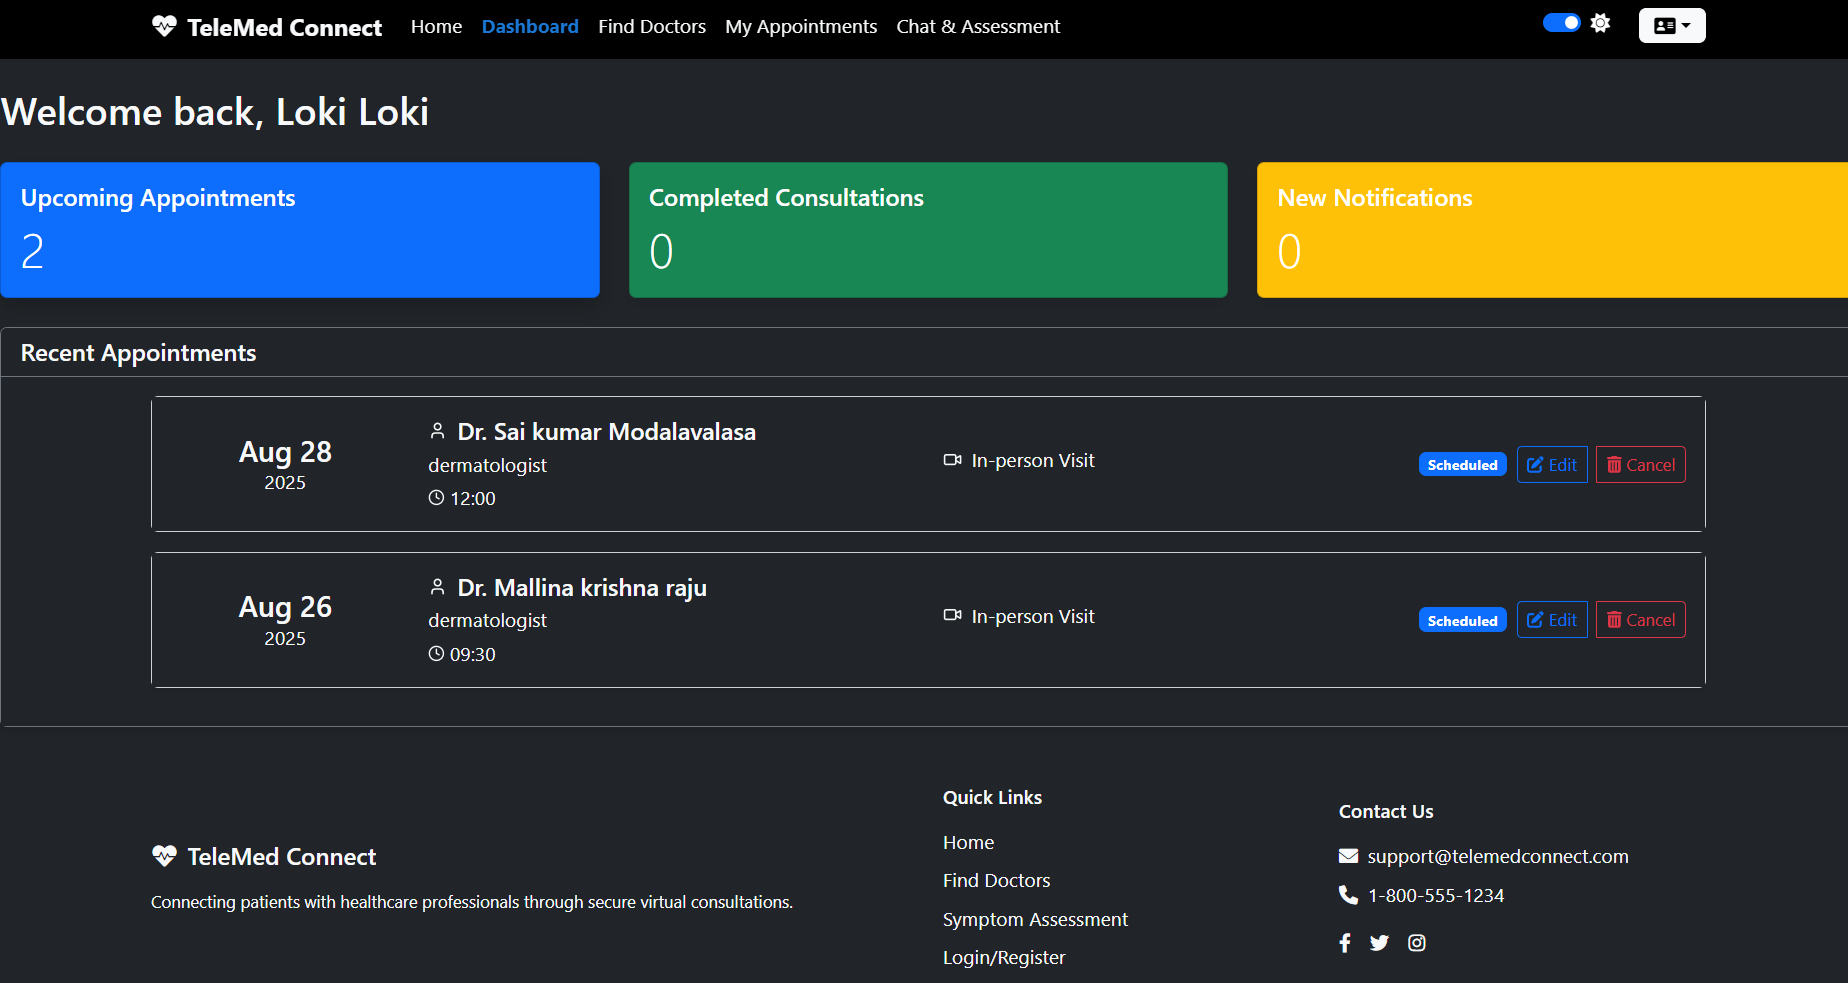 TeleMed Connect Home Dashboard Find Doctors My Appointments Chat & Assessment
Welcome back, Loki Loki
Upcoming Appointments
2
Completed Consultations
0
New Notifications
0
Recent Appointments
Aug 28
2025
Dr. Sai kumar Modalavalasa
dermatologist
12:00
In-person Visit
Scheduled Edit Cancel
Aug 26
2025
Dr. Mallina krishna raju
dermatologist
09:30
In-person Visit
Scheduled Edit Cancel
TeleMed Connect
Connecting patients with healthcare professionals through secure virtual consultations.
Quick Links
Home
Find Doctors
Symptom Assessment
Login/Register
Contact Us
support@telemedconnect.com
1-800-555-1234